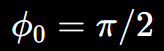 ϕ₀ = π/2